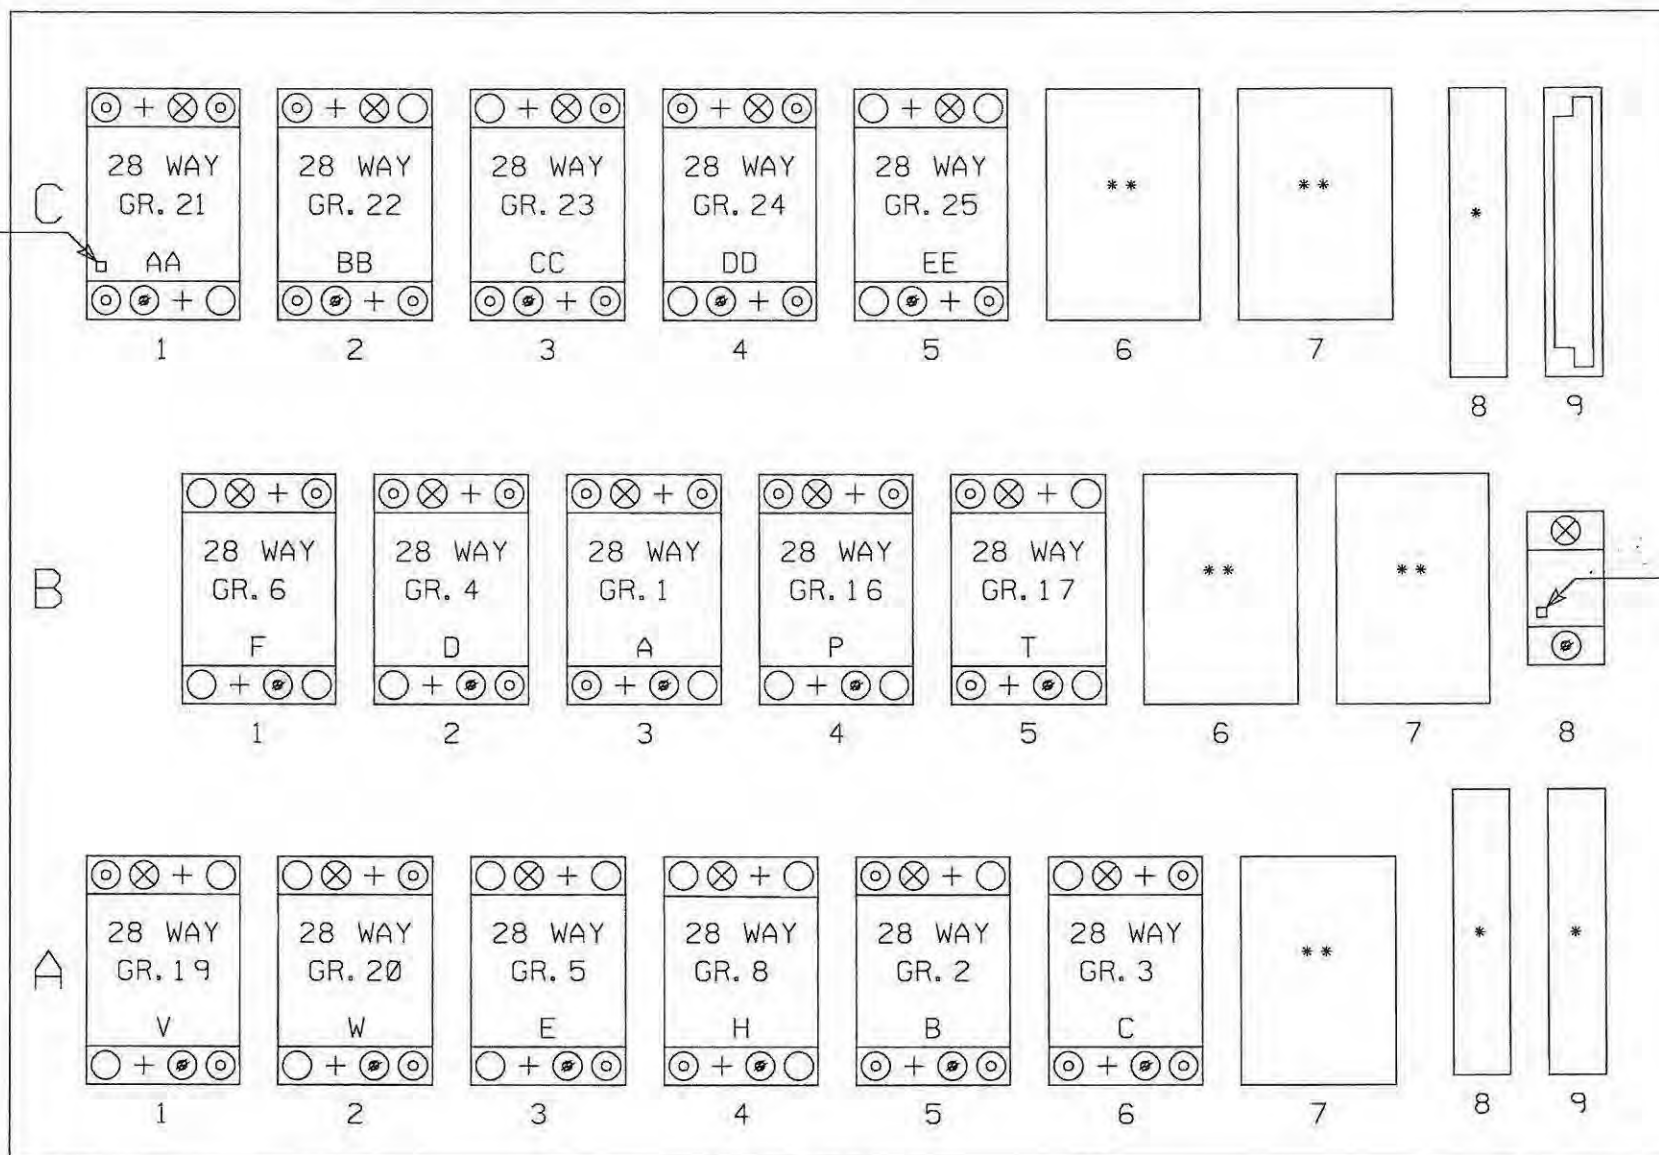 28 WAY 28 WAY 28 WAY 28 WAY 28 WAY
GR. 21 GR. 22 GR. 23 GR. 24 GR. 25 ** ** *
C
AA BB CC DD EE
1 2 3 4 5 6 7
8 9
28 WAY 28 WAY 28 WAY 28 WAY 28 WAY
GR. 6 GR. 4 GR. 1 GR. 16 GR. 17 ** **
B
F D A P T
1 2 3 4 5 6 7 8
28 WAY 28 WAY 28 WAY 28 WAY 28 WAY 28 WAY
GR. 19 GR. 20 GR. 5 GR. 8 GR. 2 GR. 3 ** * *
A
V W E H B C
1 2 3 4 5 6 7 8 9